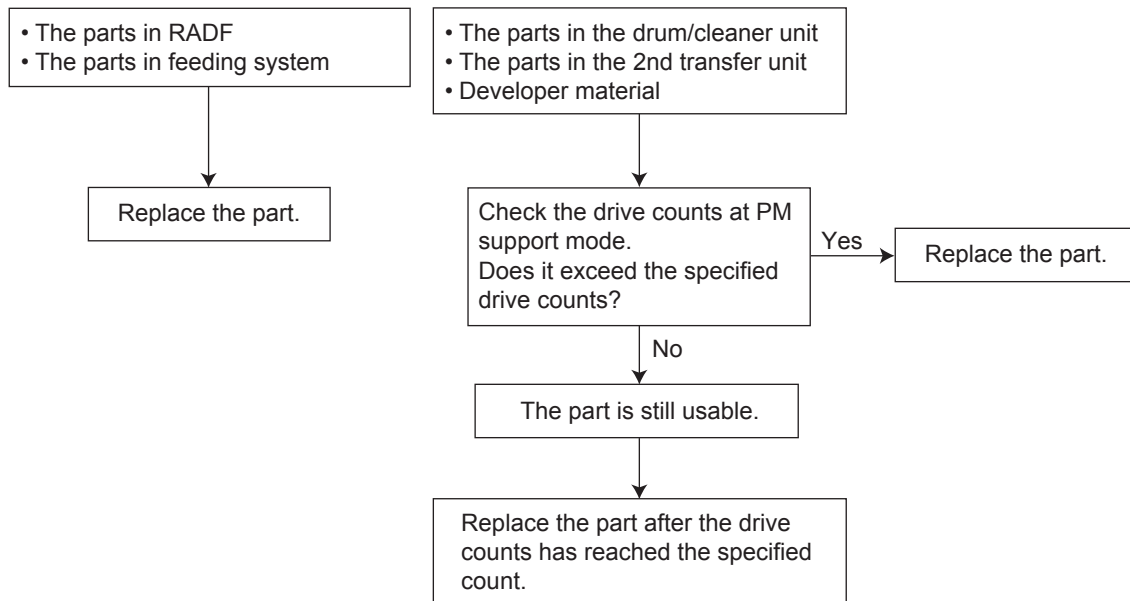 • The parts in RADF
• The parts in feeding system
Replace the part.
• The parts in the drum/cleaner unit
• The parts in the 2nd transfer unit
• Developer material
Check the drive counts at PM
support mode.
Does it exceed the specified
drive counts?
Yes
Replace the part.
No
The part is still usable.
Replace the part after the drive
counts has reached the specified
count.